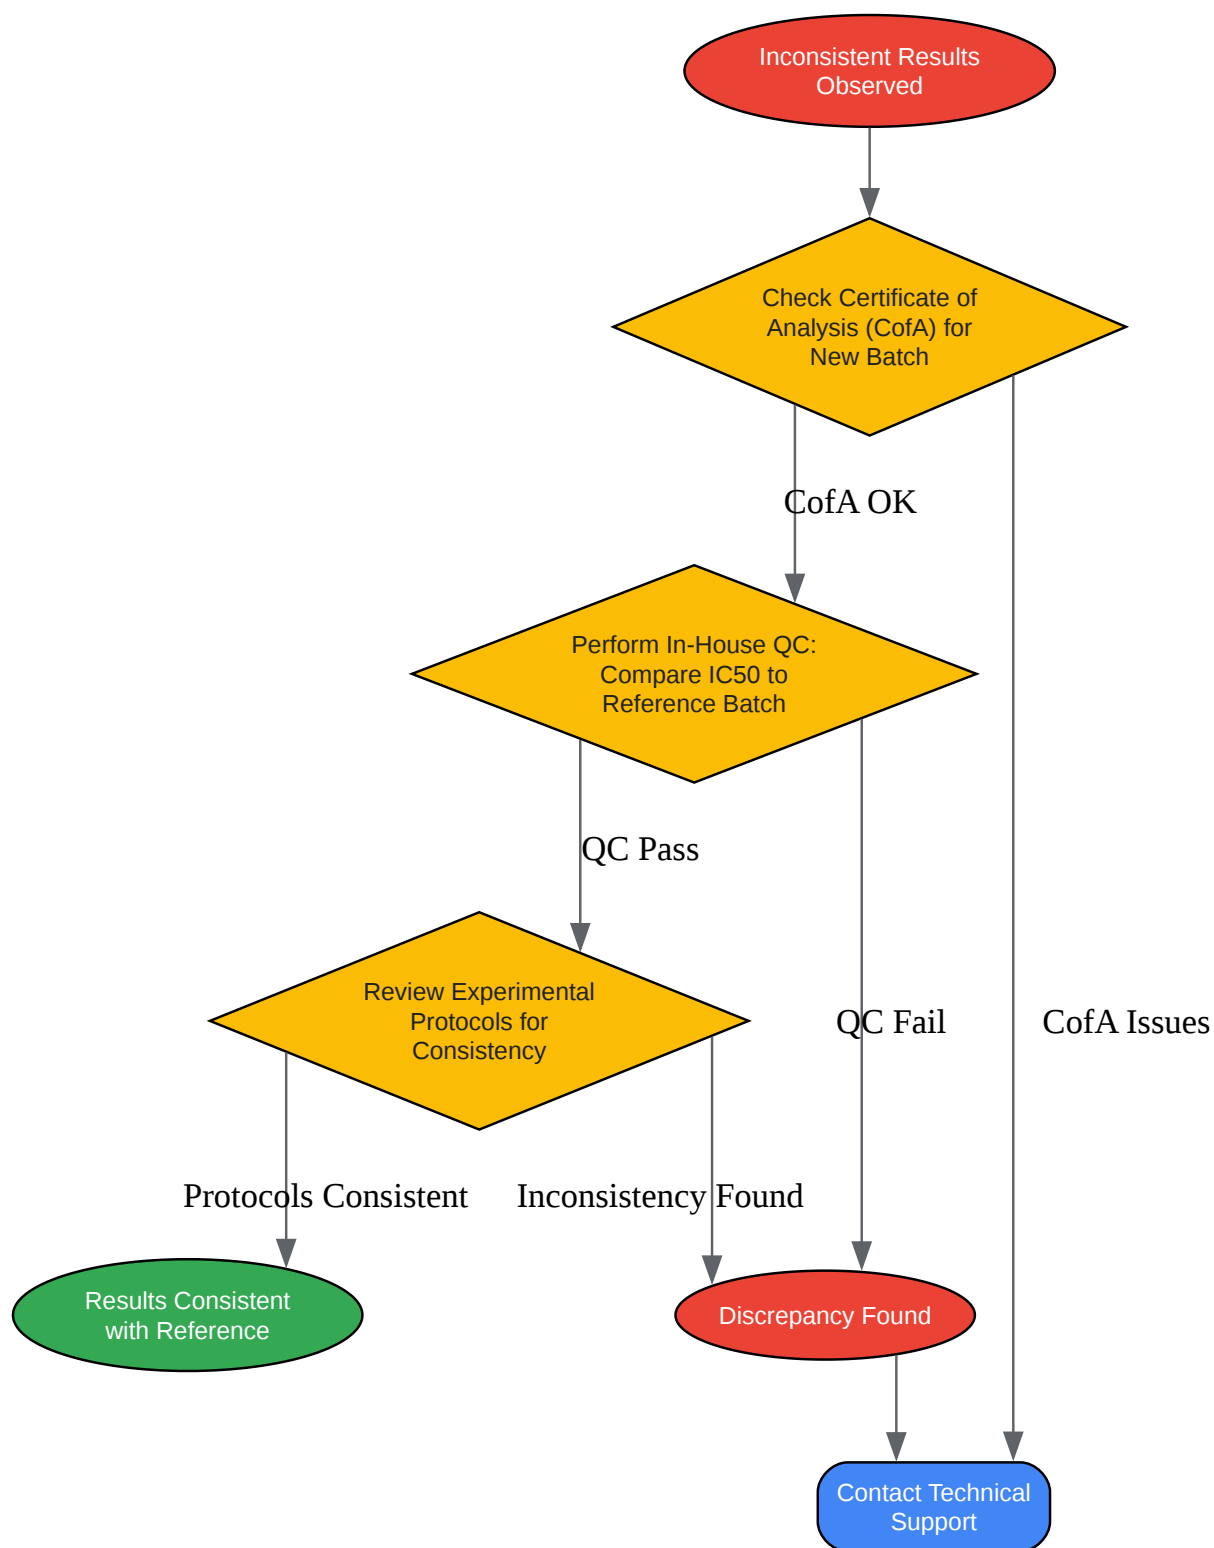 Inconsistent Results
Observed
Check Certificate of
Analysis (CofA) for
New Batch
CofA OK
Perform In-House QC:
Compare IC50 to
Reference Batch
QC Pass
Review Experimental
Protocols for
Consistency
QC Fail
CofA Issues
Protocols Consistent
Inconsistency Found
Results Consistent
with Reference
Discrepancy Found
Contact Technical
Support